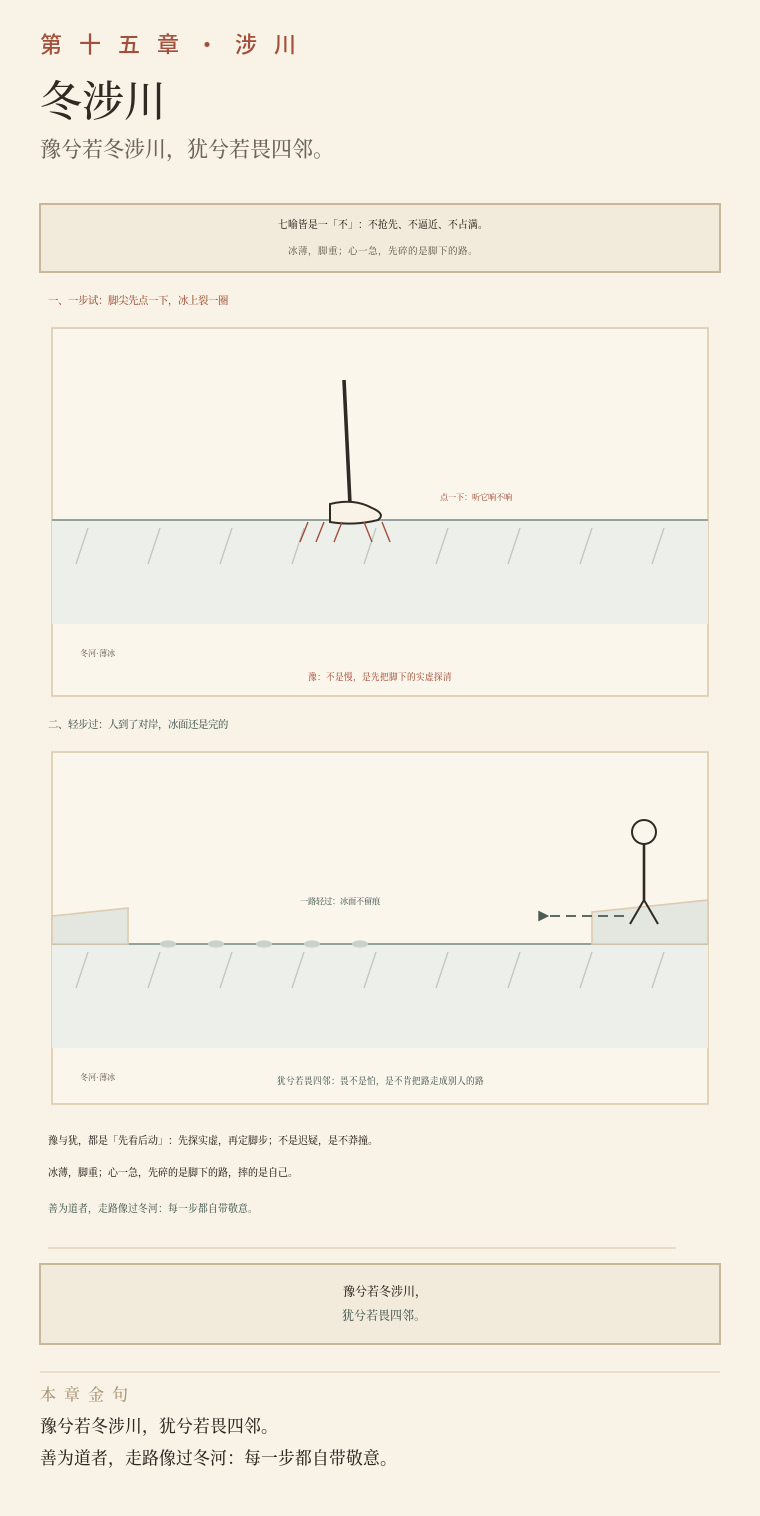 第十五章·涉川
冬涉川
豫兮若冬涉川，犹兮若畏四邻。
七喻皆是一「不」：不抢先、不逼近、不占满。
冰薄，脚重；心一急，先碎的是脚下的路。
一、一步试：脚尖先点一下，冰上裂一圈
点一下：听它响不响
冬河·薄冰
豫：不是慢，是先把脚下的实虚探清
二、轻步过：人到了对岸，冰面还是完的
一路轻过：冰面不留痕
冬河·薄冰
犹兮若畏四邻：畏不是怕，是不肯把路走成别人的路
豫与犹，都是「先看后动」：先探实虚，再定脚步；不是迟疑，是不莽撞。
冰薄，脚重；心一急，先碎的是脚下的路，摔的是自己。
善为道者，走路像过冬河：每一步都自带敬意。
豫兮若冬涉川，
犹兮若畏四邻。
本章金句
豫兮若冬涉川，犹兮若畏四邻。
善为道者，走路像过冬河：每一步都自带敬意。